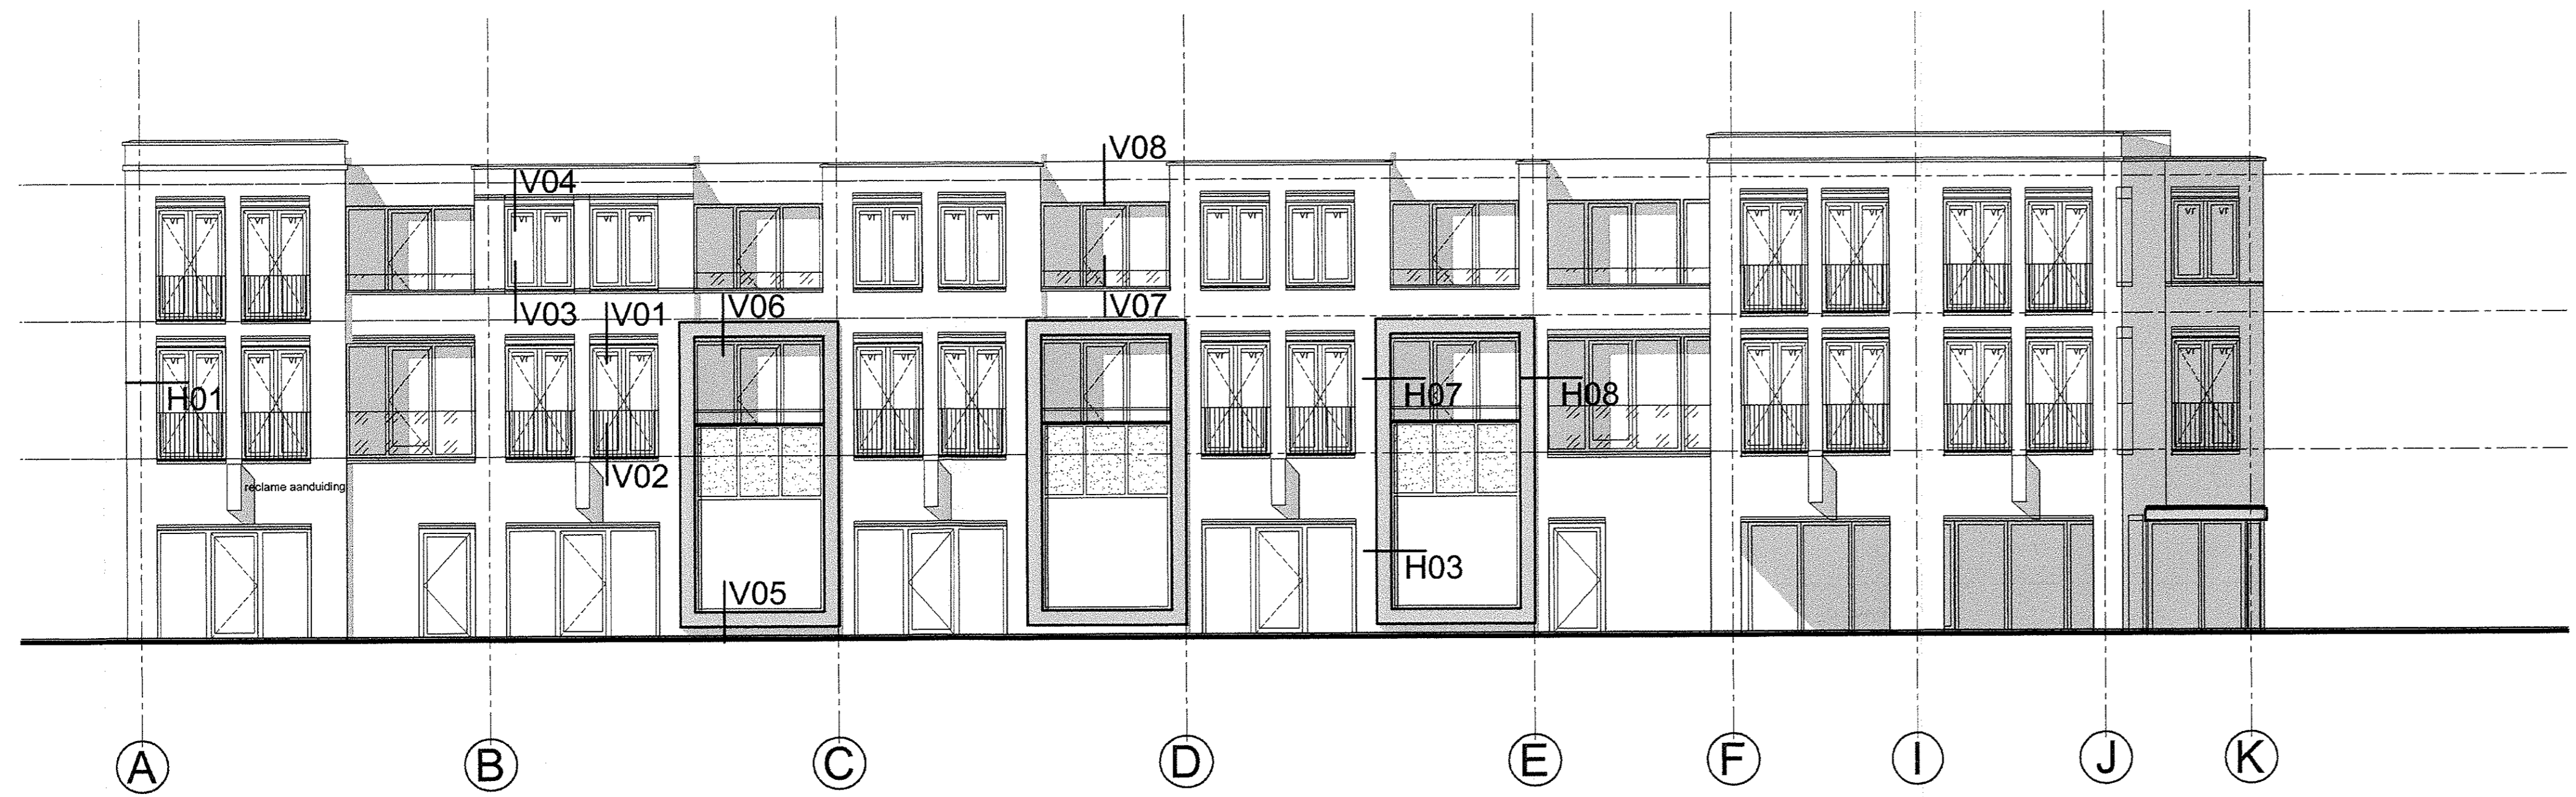 V08
V04
V03
V01
V06
V07
H01
H07
H08
V02
reclame aanduiding
H03
V05
A
B
C
D
E
F
I
J
K